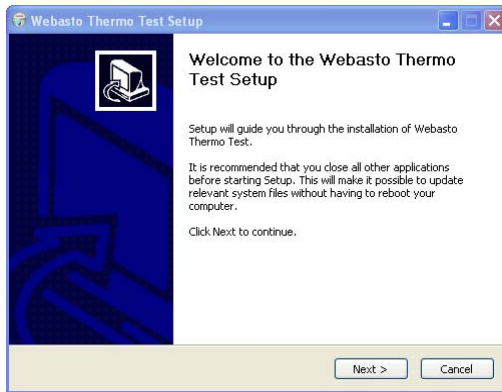 Webasto Thermo Test Setup
Welcome to the Webasto Thermo
Test Setup
Setup will guide you through the installation of Webasto
Thermo Test.
It is recommended that you close all other applications
before starting Setup. This will make it possible to update
relevant system files without having to reboot your
computer.
Click Next to continue.
Next > Cancel